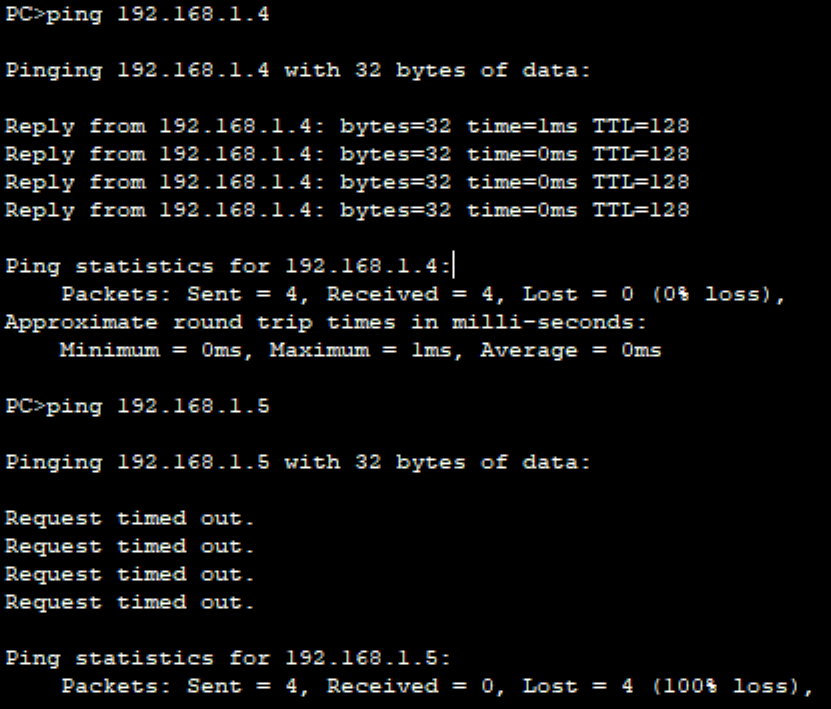 PC>ping 192.168.1.4
Pinging 192.168.1.4 with 32 bytes of data:
Reply from 192.168.1.4: bytes=32 time=1ms TTL=128
Reply from 192.168.1.4: bytes=32 time=0ms TTL=128
Reply from 192.168.1.4: bytes=32 time=0ms TTL=128
Reply from 192.168.1.4: bytes=32 time=0ms TTL=128
Ping statistics for 192.168.1.4:
Packets: Sent = 4, Received = 4, Lost = 0 (0% loss),
Approximate round trip times in milli-seconds:
Minimum = 0ms, Maximum = 1ms, Average = 0ms
PC>ping 192.168.1.5
Pinging 192.168.1.5 with 32 bytes of data:
Request timed out.
Request timed out.
Request timed out.
Request timed out.
Ping statistics for 192.168.1.5:
Packets: Sent = 4, Received = 0, Lost = 4 (100% loss),